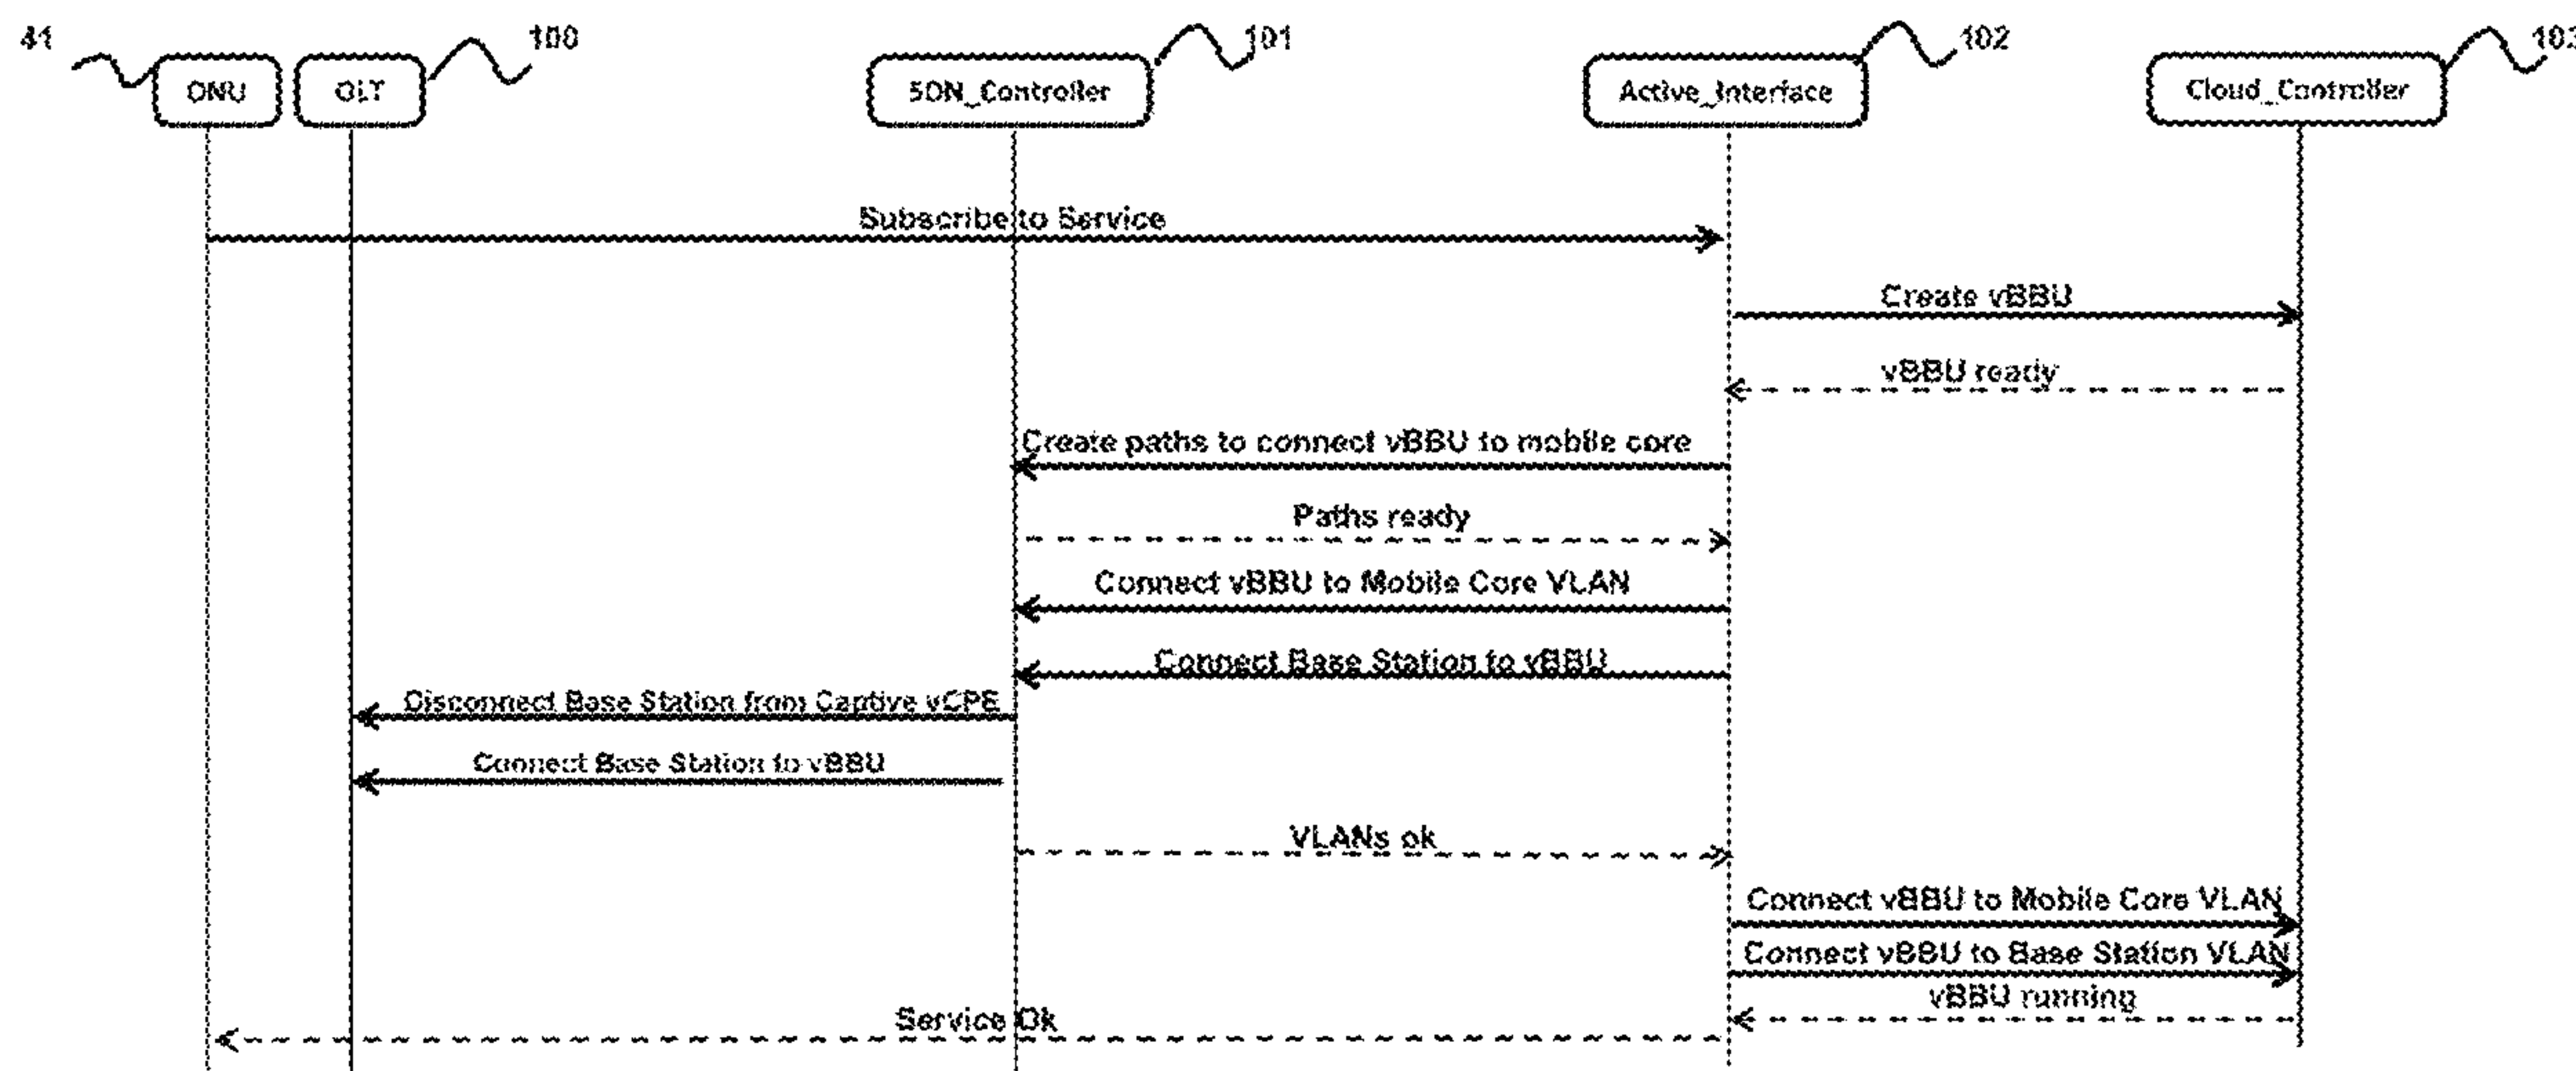 41
100
101
102
103
ONU
OLT
SDN_Controller
Active_Interface
Cloud_Controller
Subscribe to Service
Create vBBU
vBBU ready
Create paths to connect vBBU to mobile core
Paths ready
Connect vBBU to Mobile Core VLAN
Connect Base Station to vBBU
Disconnect Base Station from Captive vCPE
Connect Base Station to vBBU
VLANs ok
Connect vBBU to Mobile Core VLAN
Connect vBBU to Base Station VLAN
vBBU running
Service Ok